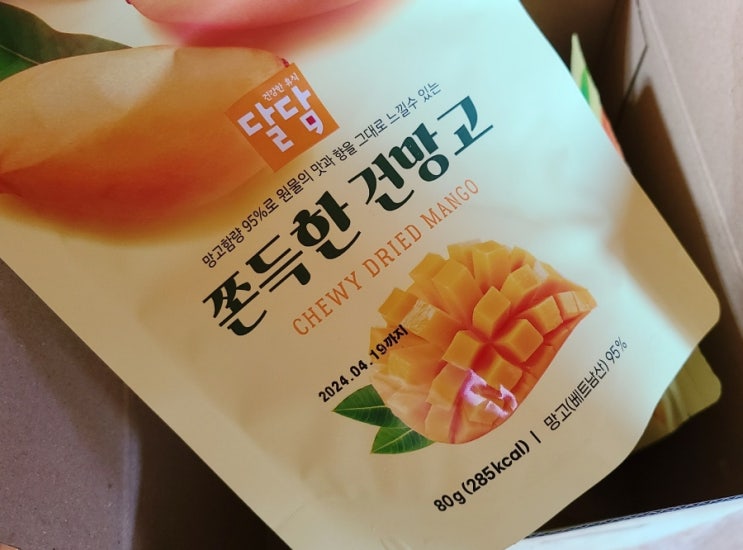 건강한 휴식
달담
망고함량 95%로 원물의 맛과 향을 그대로 느낄수 있는
쫀득한 건망고
CHEWY DRIED MANGO
2024.04.19까지
80g (285kcal) | 망고(베트남산) 95%